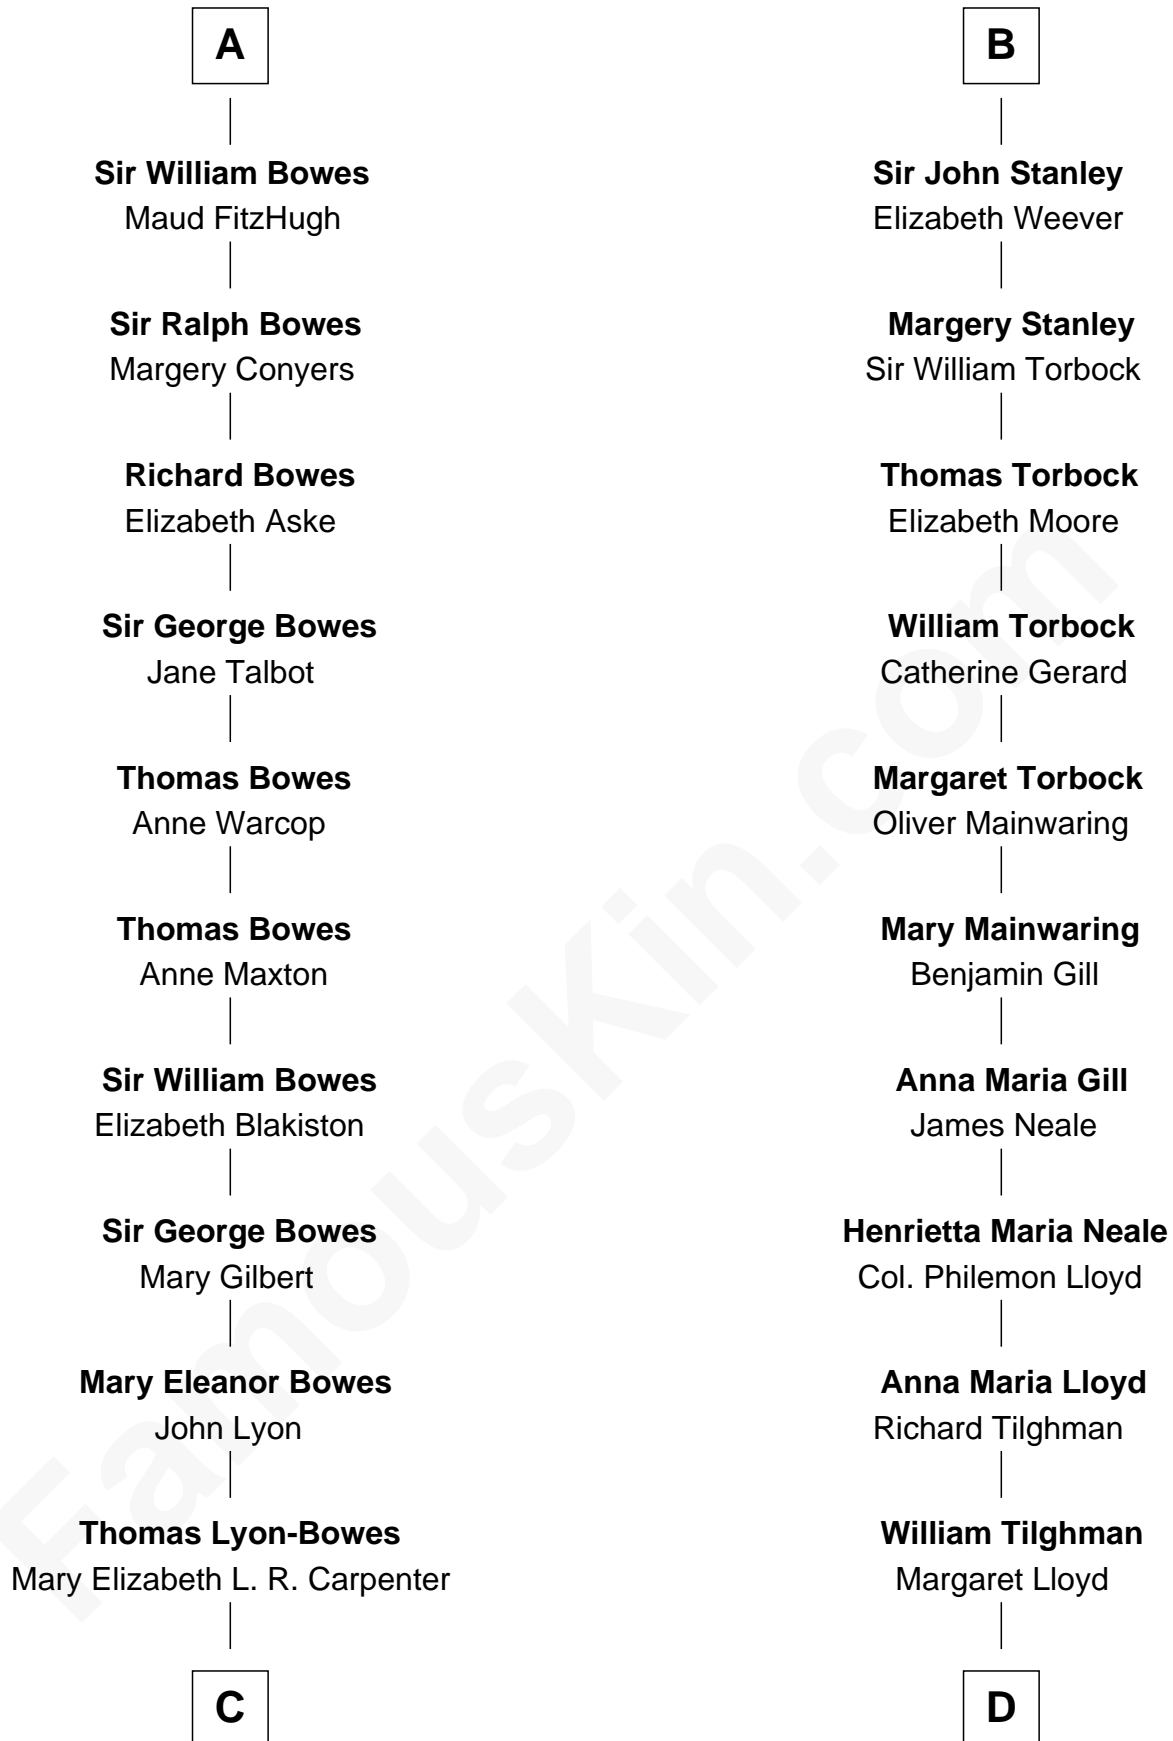 A
Sir William Bowes
Maud FitzHugh
Sir Ralph Bowes
Margery Conyers
Richard Bowes
Elizabeth Aske
Sir George Bowes
Jane Talbot
Thomas Bowes
Anne Warcop
Thomas Bowes
Anne Maxton
Sir William Bowes
Elizabeth Blakiston
Sir George Bowes
Mary Gilbert
Mary Eleanor Bowes
John Lyon
Thomas Lyon-Bowes
Mary Elizabeth L. R. Carpenter
C
B
Sir John Stanley
Elizabeth Weever
Margery Stanley
Sir William Torbock
Thomas Torbock
Elizabeth Moore
William Torbock
Catherine Gerard
Margaret Torbock
Oliver Mainwaring
Mary Mainwaring
Benjamin Gill
Anna Maria Gill
James Neale
Henrietta Maria Neale
Col. Philemon Lloyd
Anna Maria Lloyd
Richard Tilghman
William Tilghman
Margaret Lloyd
D
FamousKin.com